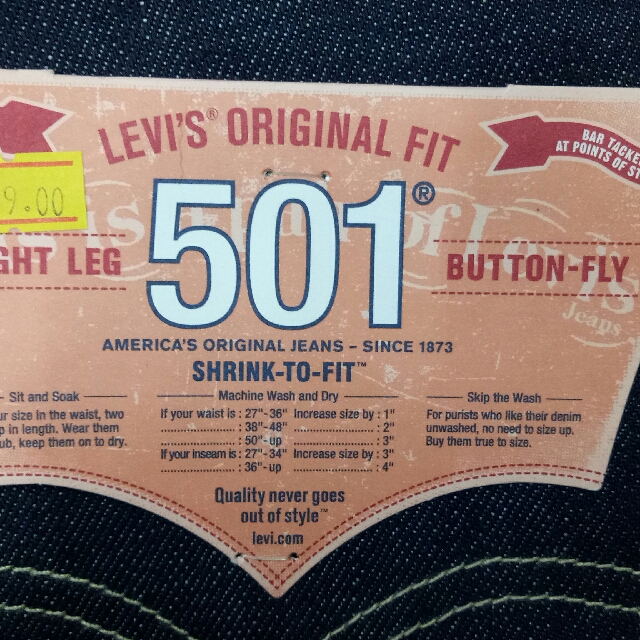 LEVI'S® ORIGINAL FIT
BAR TACKE
AT POINTS OF ST
9.00
501®
GHT LEG
BUTTON-FLY
Jeans
AMERICA'S ORIGINAL JEANS - SINCE 1873
SHRINK-TO-FIT™
Sit and Soak
ur size in the waist, two
p in length. Wear them
ub, keep them on to dry.
Machine Wash and Dry
If your waist is : 27"-36" Increase size by : 1"
38"-48" 2"
50"-up 3"
If your inseam is : 27"-34" Increase size by : 3"
36"-up 4"
Skip the Wash
For purists who like their denim
unwashed, no need to size up.
Buy them true to size.
Quality never goes
out of style™
levi.com